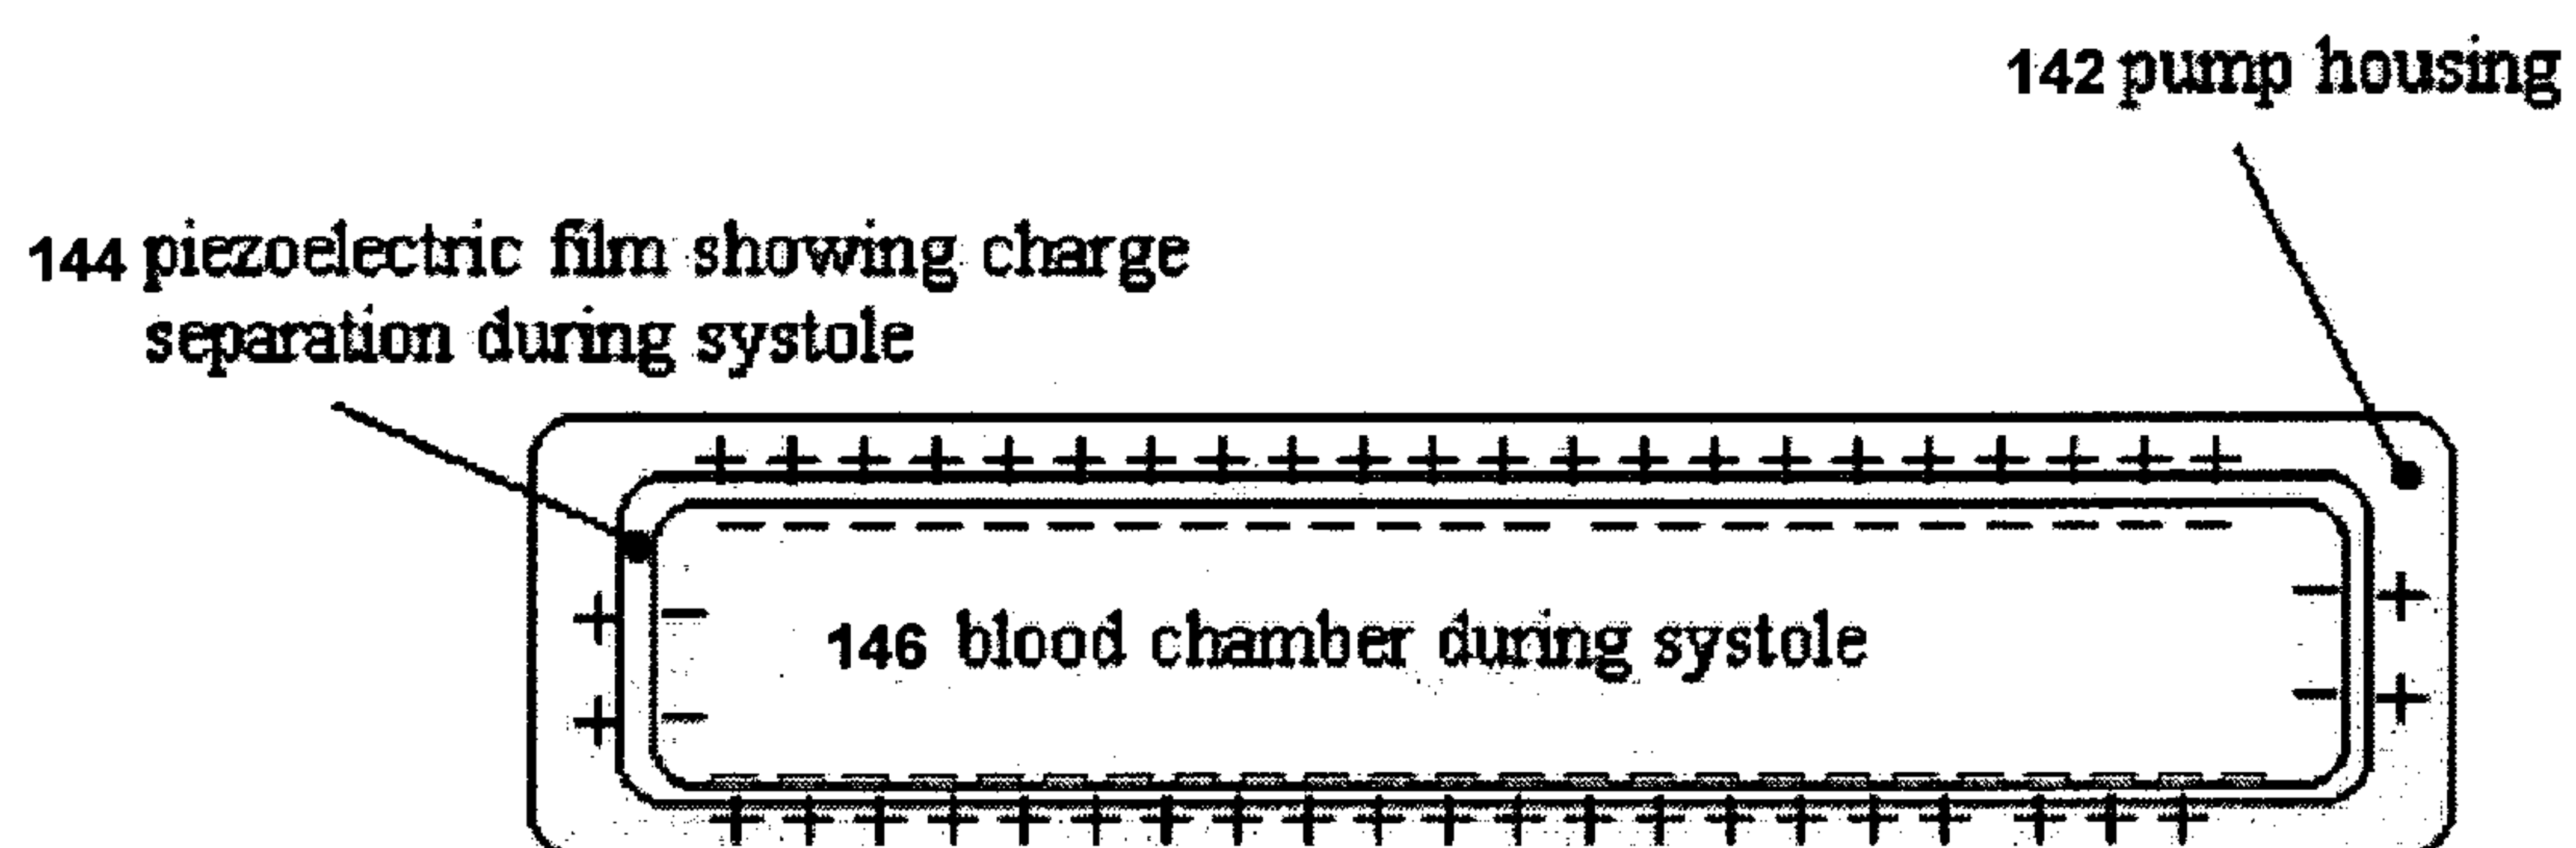 142 pump housing
144 piezoelectric film showing charge
separation during systole
146 blood chamber during systole